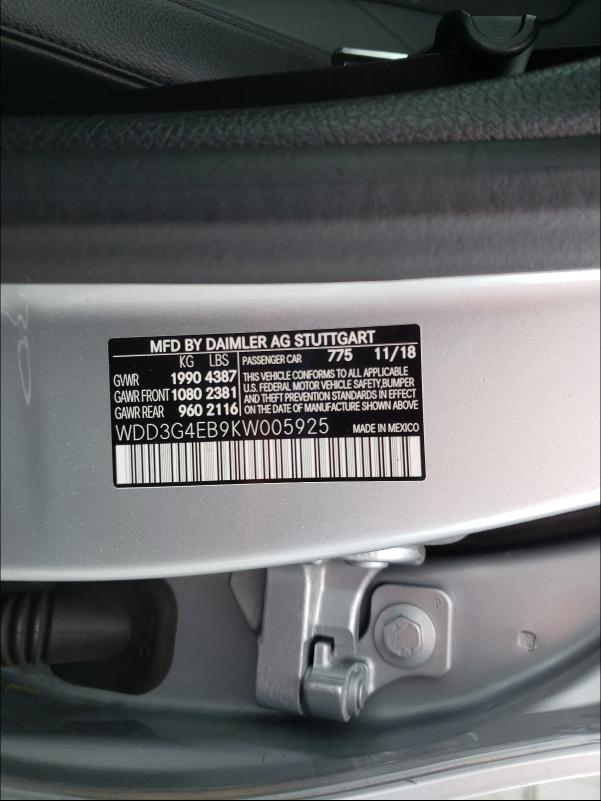 MFD BY DAIMLER AG STUTTGART
KG LBS PASSENGER CAR 775 11/18
GVWR 1990 4387 THIS VEHICLE CONFORMS TO ALL APPLICABLE
U.S. FEDERAL MOTOR VEHICLE SAFETY, BUMPER
GAWR FRONT 1080 2381 AND THEFT PREVENTION STANDARDS IN EFFECT
GAWR REAR 960 2116 ON THE DATE OF MANUFACTURE SHOWN ABOVE.
WDD3G4EB9KW005925 MADE IN MEXICO
P